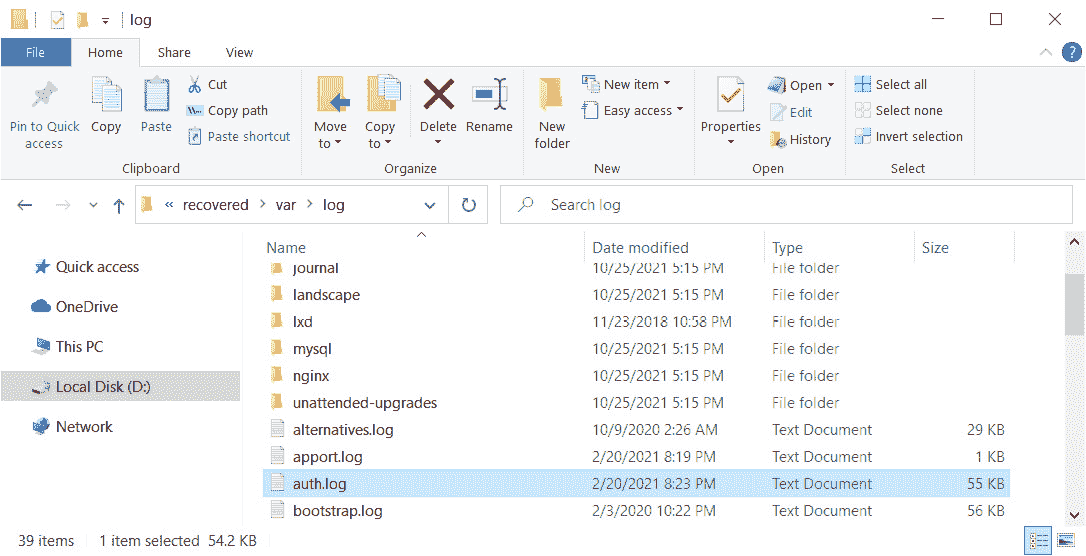 log
File Home Share View
Pin to Quick access
Copy
Paste
Cut
Copy path
Paste shortcut
Clipboard
Move to
Copy to
Delete
Rename
Organize
New folder
New item
Easy access
New
Properties
Open
Edit
History
Open
Select all
Select none
Invert selection
Select
« recovered > var > log
Search log
Quick access
OneDrive
This PC
Local Disk (D:)
Network
Name Date modified Type Size
journal 10/25/2021 5:15 PM File folder
landscape 10/25/2021 5:15 PM File folder
lxd 11/23/2018 10:58 PM File folder
mysql 10/25/2021 5:15 PM File folder
nginx 10/25/2021 5:15 PM File folder
unattended-upgrades 10/25/2021 5:15 PM File folder
alternatives.log 10/9/2020 2:26 AM Text Document 29 KB
apport.log 2/20/2021 8:19 PM Text Document 1 KB
auth.log 2/20/2021 8:23 PM Text Document 55 KB
bootstrap.log 2/3/2020 10:22 PM Text Document 56 KB
39 items 1 item selected 54.2 KB